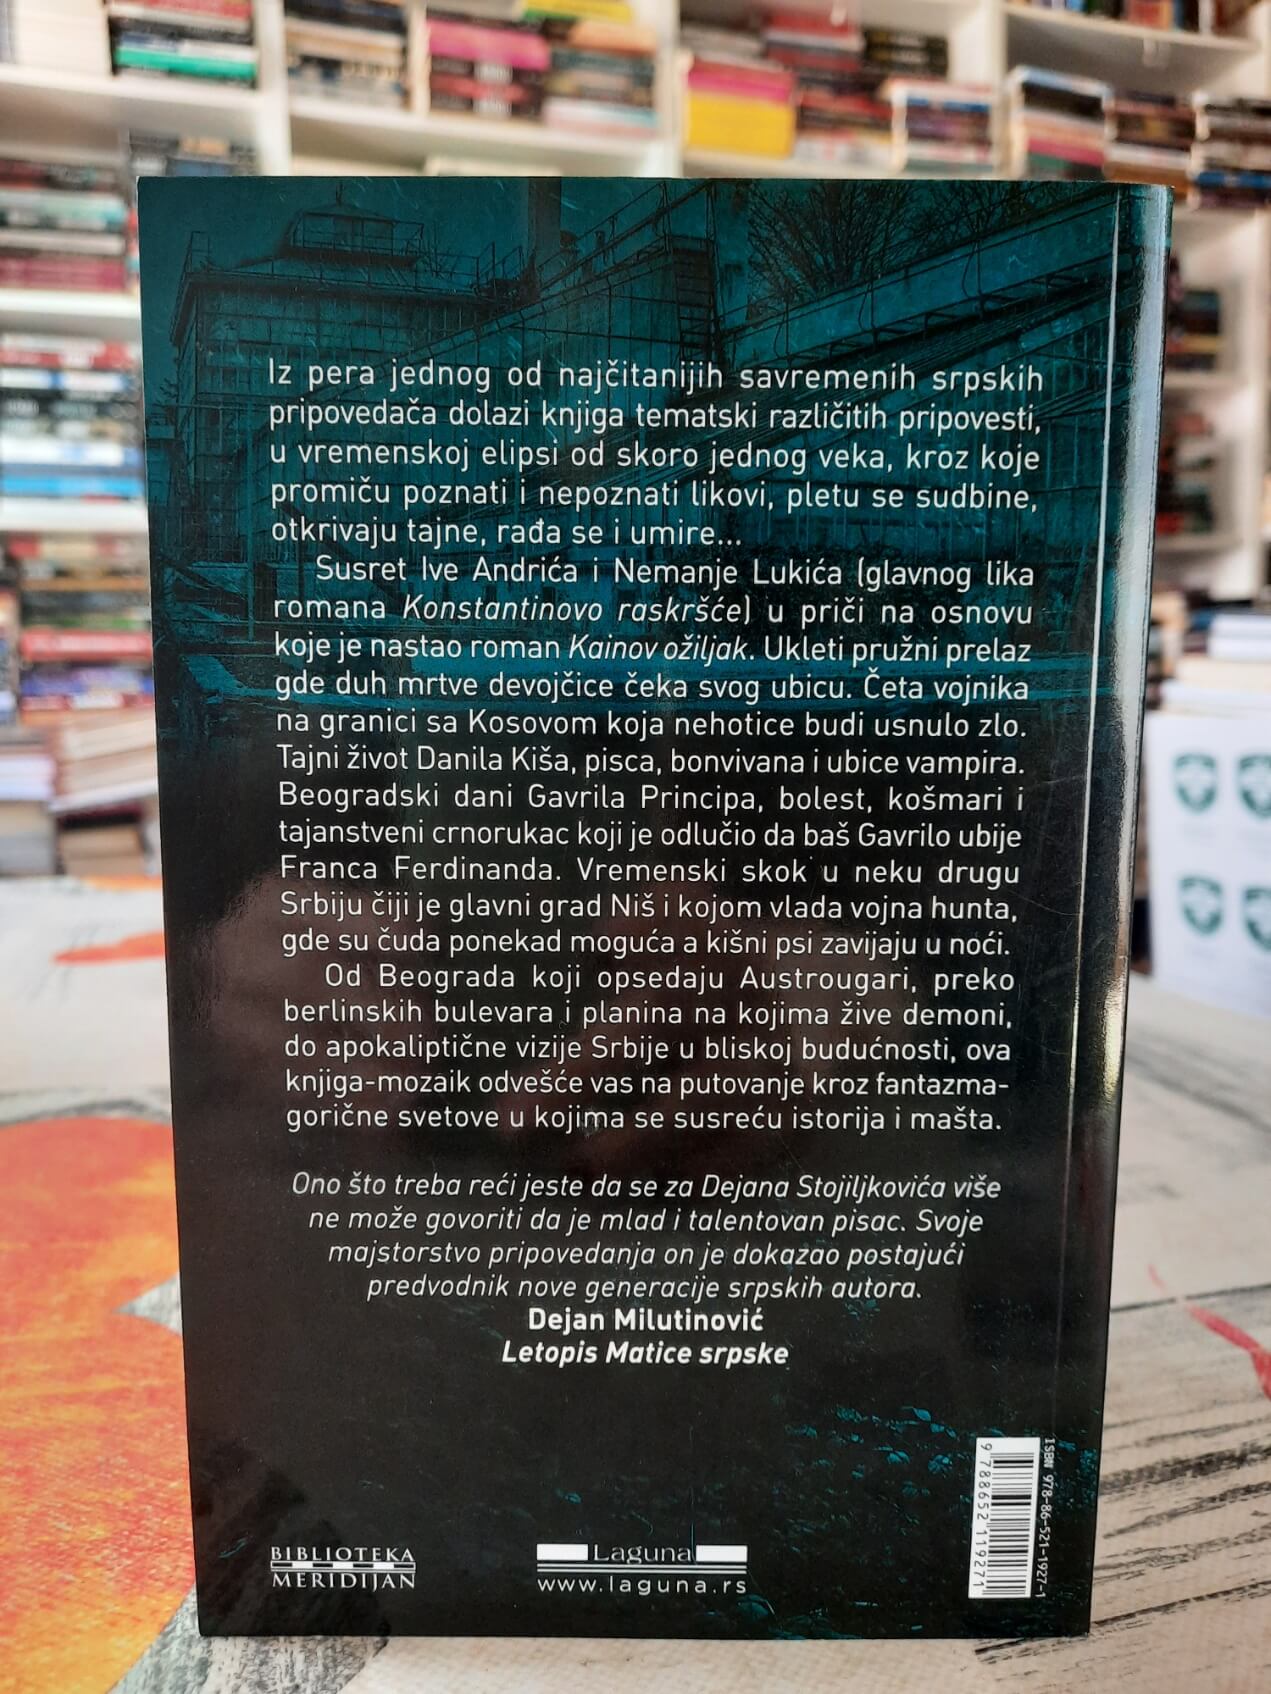 Iz pera jednog od najčitanijih savremenih srpskih
pripovedača dolazi knjiga tematski različitih pripovesti,
u vremenskoj elipsi od skoro jednog veka, kroz koje
promiču poznati i nepoznati likovi, pletu se sudbine,
otkrivaju tajne, rađa se i umire...
Susret Ive Andrića i Nemanje Lukića (glavnog lika
romana Konstantinovo raskršće) u priči na osnovu
koje je nastao roman Kainov ožiljak. Ukleti pružni prelaz
gde duh mrtve devojčice čeka svog ubicu. Četa vojnika
na granici sa Kosovom koja nehotice budi usnulo zlo.
Tajni život Danila Kiša, pisca, bonvivana i ubice vampira.
Beogradski dani Gavrila Principa, bolest, košmari i
tajanstveni crnorukac koji je odlučio da baš Gavrilo ubije
Franca Ferdinanda. Vremenski skok u neku drugu
Srbiju čiji je glavni grad Niš i kojom vlada vojna hunta,
gde su čuda ponekad moguća a kišni psi zavijaju u noći.
Od Beograda koji opsedaju Austrougari, preko
berlinskih bulevara i planina na kojima žive demoni,
do apokaliptične vizije Srbije u bliskoj budućnosti, ova
knjiga-mozaik odvešće vas na putovanje kroz fantazma-
gorične svetove u kojima se susreću istorija i mašta.
Ono što treba reći jeste da se za Dejana Stojiljkovića više
ne može govoriti da je mlad i talentovan pisac. Svoje
majstorstvo pripovedanja on je dokazao postajući
predvodnik nove generacije srpskih autora.
Dejan Milutinović
Letopis Matice srpske
BIBLIOTEKA
MERIDIJAN
Laguna
www.laguna.rs
ISBN 978-86-521-1927-1
9788652119271